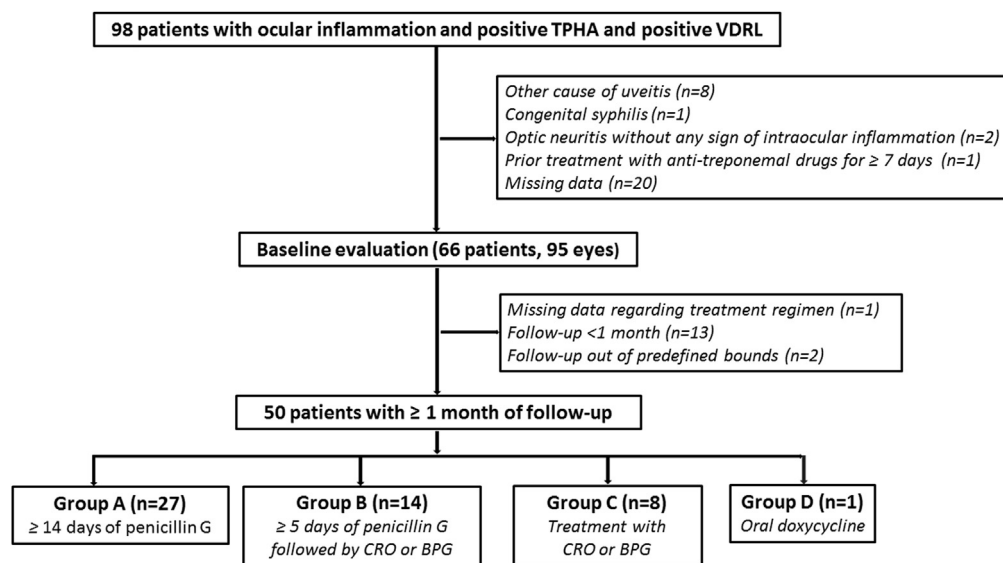 98 patients with ocular inflammation and positive TPHA and positive VDRL
Other cause of uveitis (n=8)
Congenital syphilis (n=1)
Optic neuritis without any sign of intraocular inflammation (n=2)
Prior treatment with anti-treponemal drugs for ≥ 7 days (n=1)
Missing data (n=20)
Baseline evaluation (66 patients, 95 eyes)
Missing data regarding treatment regimen (n=1)
Follow-up <1 month (n=13)
Follow-up out of predefined bounds (n=2)
50 patients with ≥ 1 month of follow-up
Group A (n=27)
≥ 14 days of penicillin G
Group B (n=14)
≥ 5 days of penicillin G
followed by CRO or BPG
Group C (n=8)
Treatment with
CRO or BPG
Group D (n=1)
Oral doxycycline